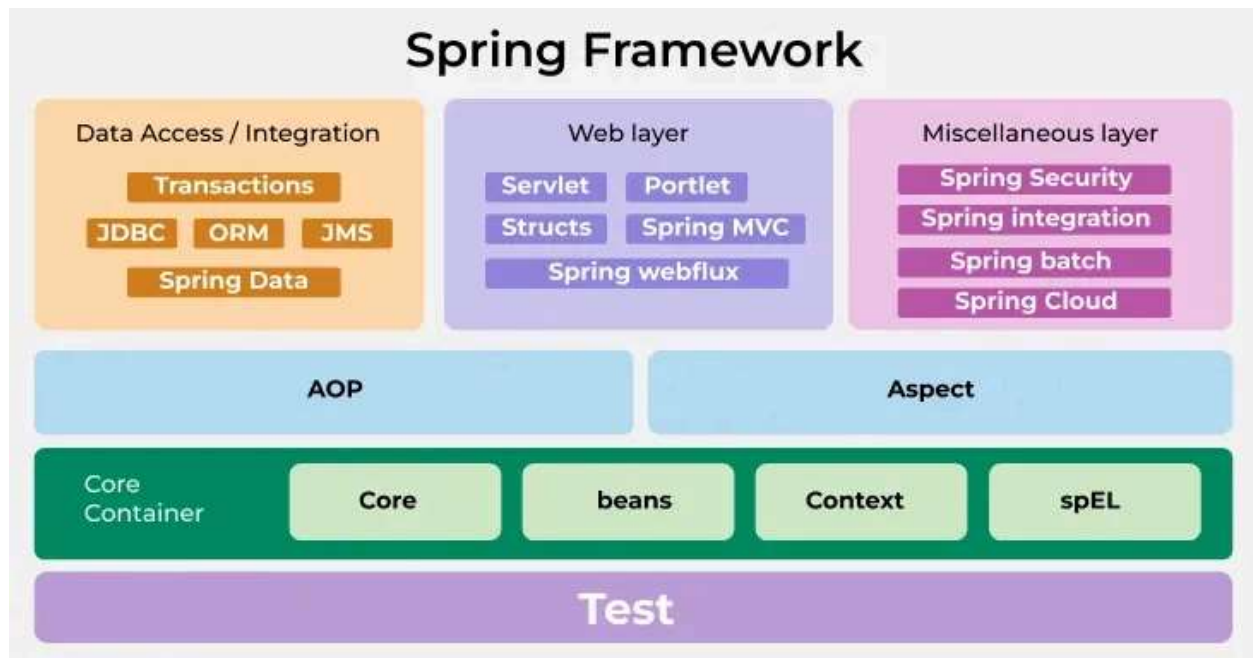 Spring Framework
Data Access / Integration
Transactions
JDBC ORM JMS
Spring Data
Web layer
Servlet Portlet
Structs Spring MVC
Spring webflux
Miscellaneous layer
Spring Security
Spring integration
Spring batch
Spring Cloud
AOP
Aspect
Core
Container
Core
beans
Context
spEL
Test